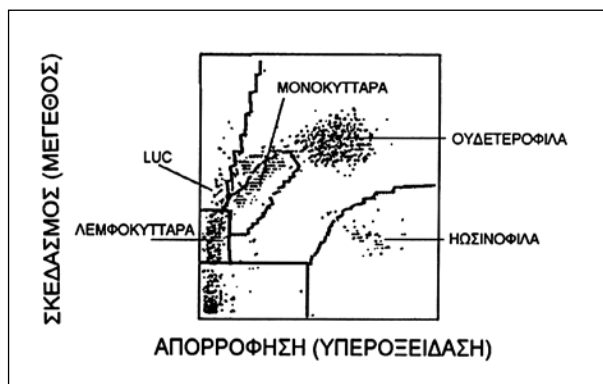 ΜΟΝΟΚΥΤΤΑΡΑ
ΟΥΔΕΤΕΡΟΦΙΛΑ
LUC
ΛΕΜΦΟΚΥΤΤΑΡΑ
ΗΩΣΙΝΟΦΙΛΑ
ΣΚΕΔΑΣΜΟΣ (ΜΕΓΕΘΟΣ)
ΑΠΟΡΡΟΦΗΣΗ (ΥΠΕΡΟΞΕΙΔΑΣΗ)